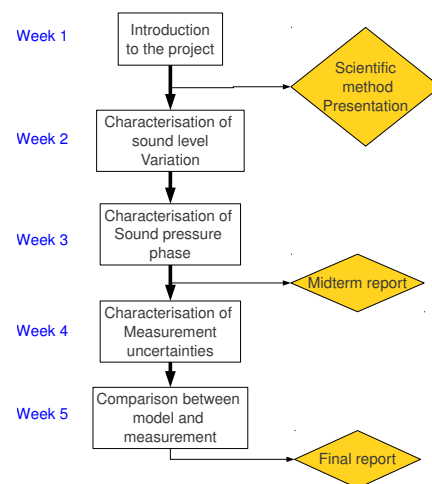 Week 1
Introduction
to the project
Scientific
method
Presentation
Week 2
Characterisation of
sound level
Variation
Week 3
Characterisation of
Sound pressure
phase
Midterm report
Week 4
Characterisation of
Measurement
uncertainties
Week 5
Comparison between
model and
measurement
Final report